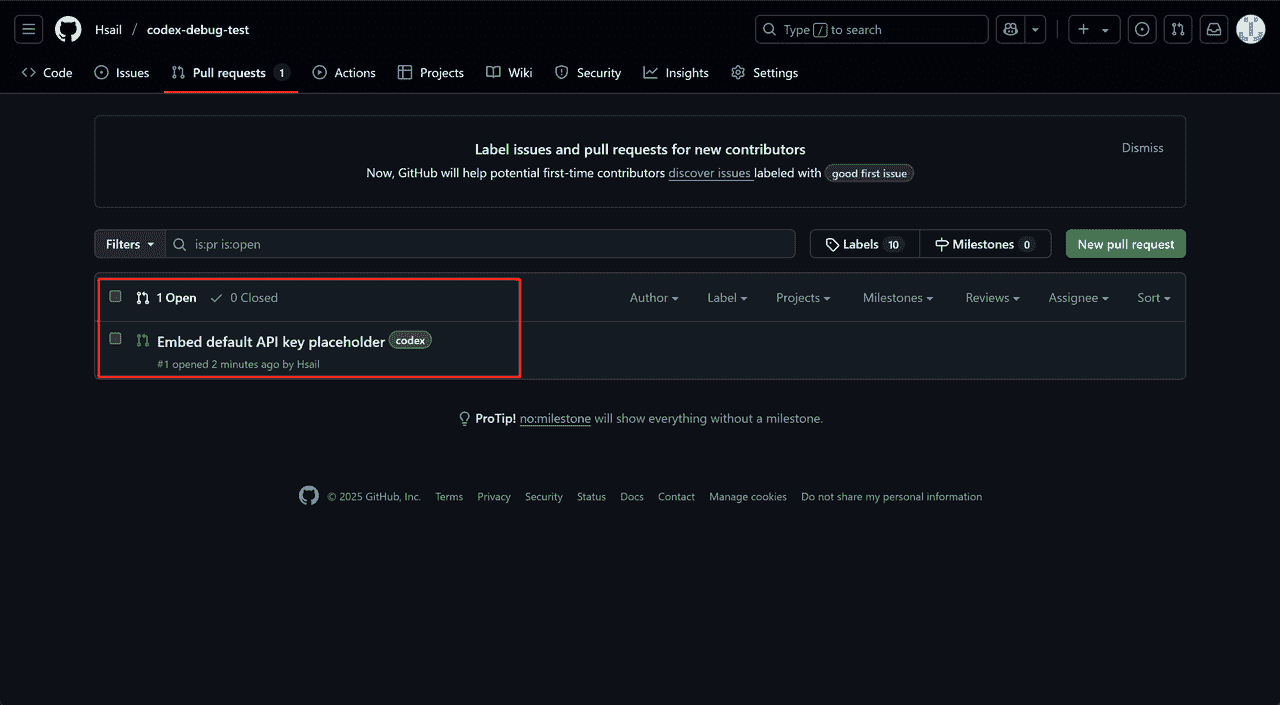 Hsail / codex-debug-test Type / to search
Code Issues Pull requests 1 Actions Projects Wiki Security Insights Settings
Label issues and pull requests for new contributors
Dismiss
Now, GitHub will help potential first-time contributors discover issues labeled with good first issue
Filters is:pr is:open Labels 10 Milestones 0 New pull request
1 Open 0 Closed Author Label Projects Milestones Reviews Assignee Sort
Embed default API key placeholder codex
#1 opened 2 minutes ago by Hsail
ProTip! no:milestone will show everything without a milestone.
© 2025 GitHub, Inc. Terms Privacy Security Status Docs Contact Manage cookies Do not share my personal information